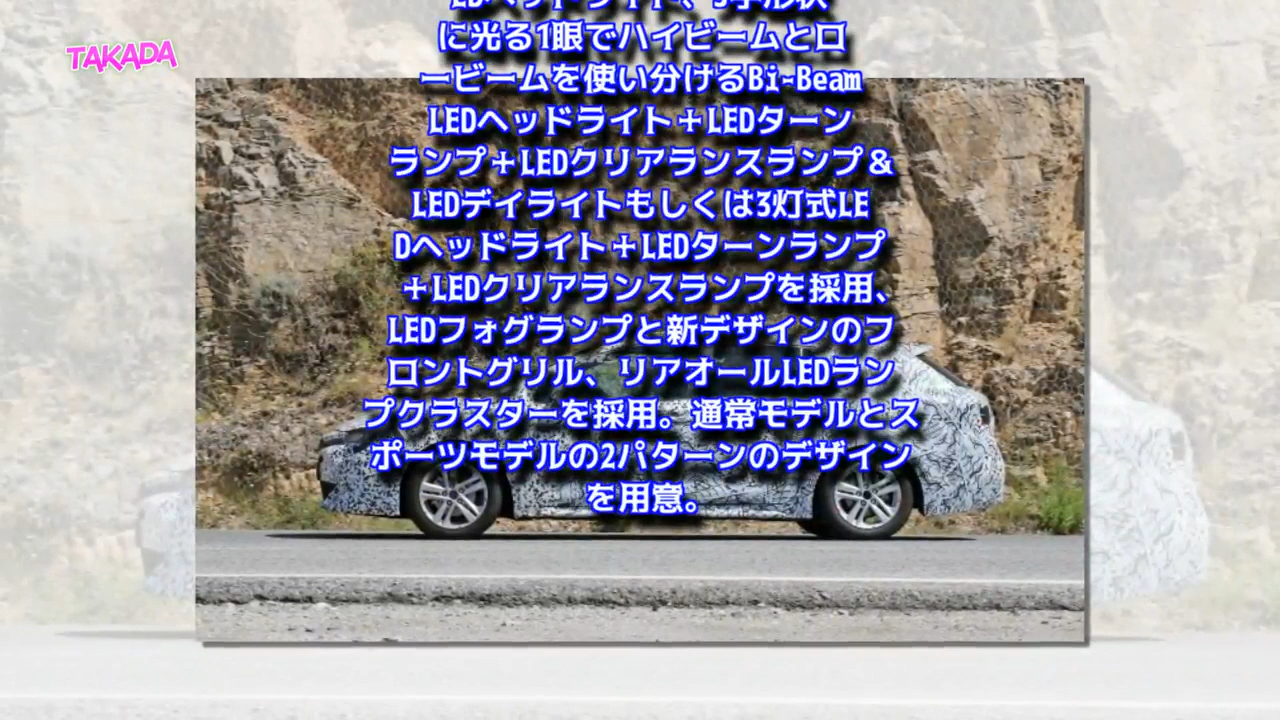 TAKADA
に光る1眼でハイビームとロ
ービームを使い分けるBi-Beam
LEDヘッドライト＋LEDターン
ランプ＋LEDクリアランスランプ＆
LEDデイライトもしくは3灯式LE
Dヘッドライト＋LEDターンランプ
＋LEDクリアランスランプを採用、
LEDフォグランプと新デザインのフ
ロントグリル、リアオールLEDラン
プクラスターを採用。通常モデルとス
ポーツモデルの2パターンのデザイン
を用意。